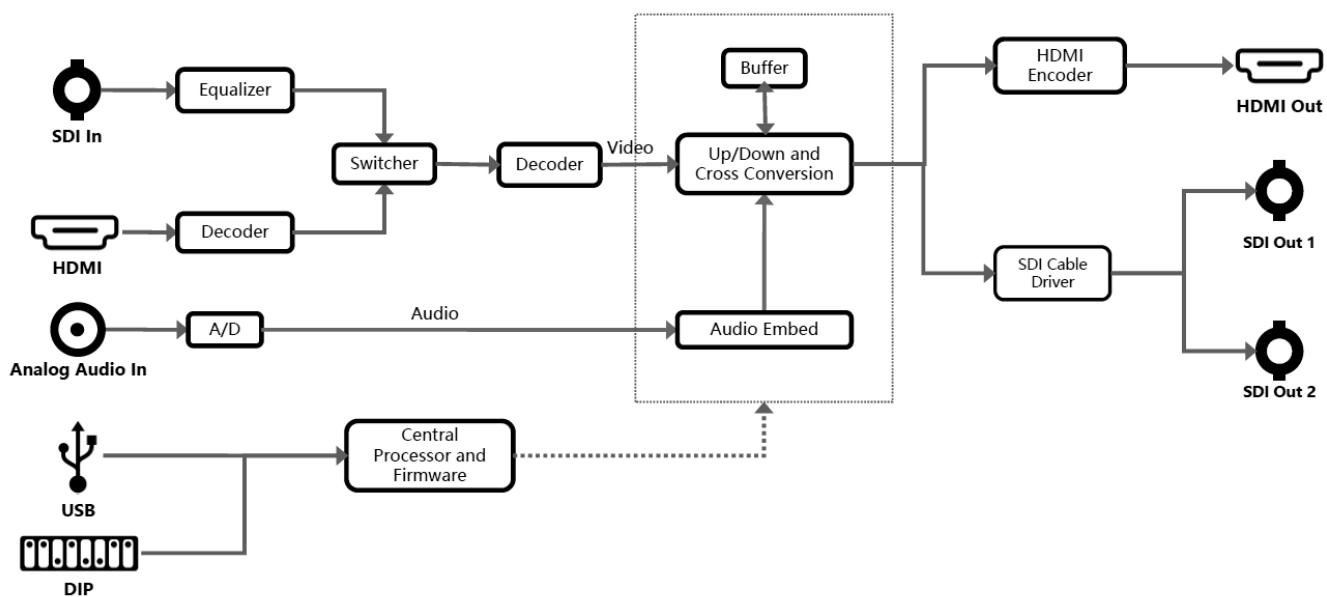 SDI In
Equalizer
Switcher
Decoder
Video
Buffer
Up/Down and
Cross Conversion
HDMI
Encoder
HDMI Out
HDMI
Decoder
SDI Cable
Driver
SDI Out 1
SDI Out 2
Analog Audio In
A/D
Audio
Audio Embed
USB
DIP
Central
Processor and
Firmware